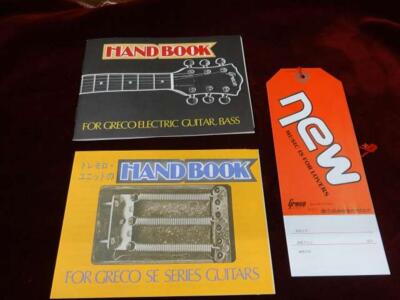 HAND BOOK
Greco
FOR GRECO ELECTRIC GUITAR, BASS
トレモロ・
ユニットの
HAND BOOK
FOR GRECO SE SERIES GUITARS
new
MUSIC IS FOR LOVERS
Greco